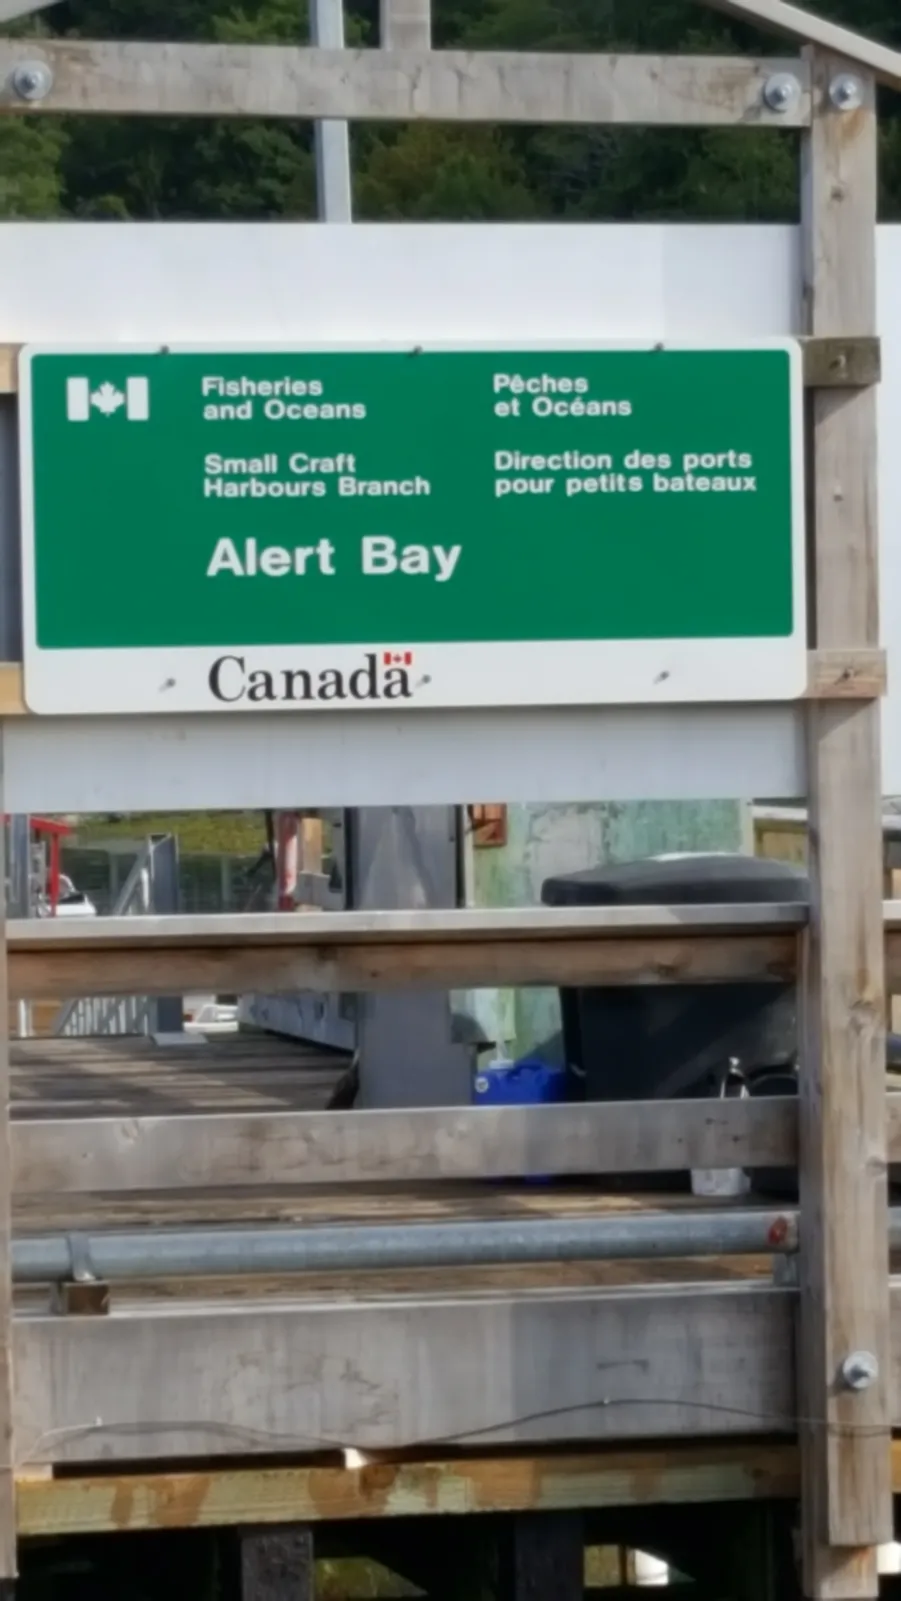 Fisheries
and Oceans
Small Craft
Harbours Branch
Pêches
et Océans
Direction des ports
pour petits bateaux
Alert Bay
Canada